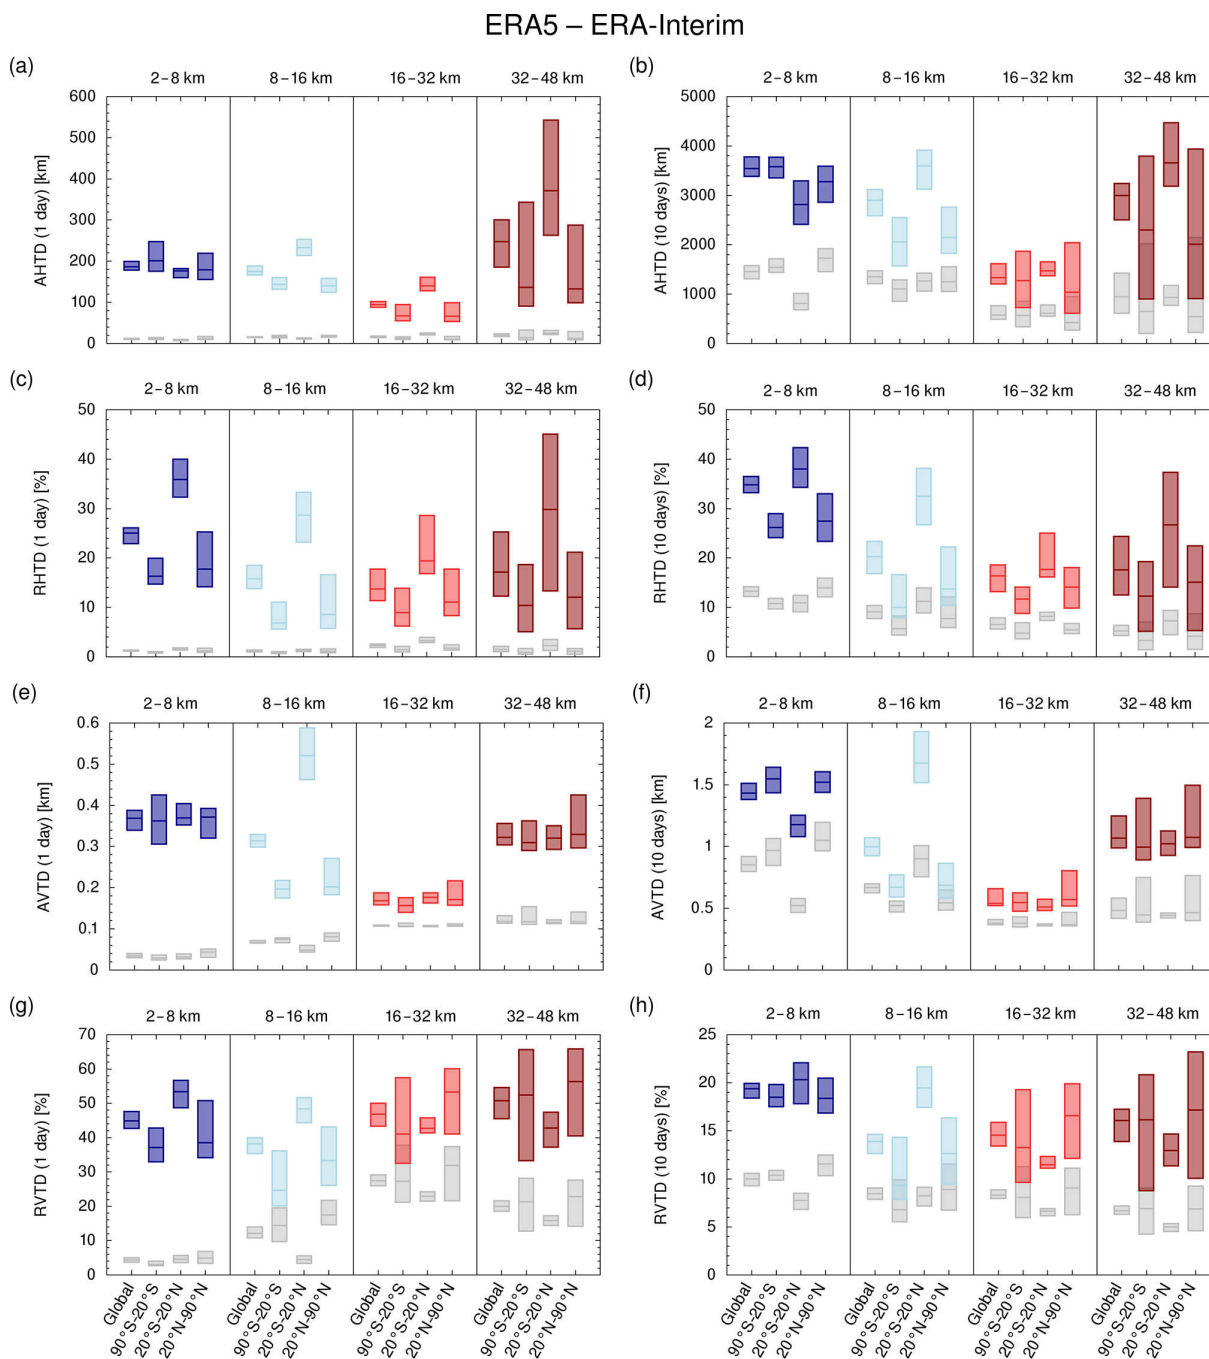 ERA5 – ERA-Interim
(a)
2–8 km 8–16 km 16–32 km 32–48 km
AHTD (1 day) [km]
600
500
400
300
200
100
0
(b)
2–8 km 8–16 km 16–32 km 32–48 km
AHTD (10 days) [km]
5000
4000
3000
2000
1000
0
(c)
2–8 km 8–16 km 16–32 km 32–48 km
RHTD (1 day) [%]
50
40
30
20
10
0
(d)
2–8 km 8–16 km 16–32 km 32–48 km
RHTD (10 days) [%]
50
40
30
20
10
0
(e)
2–8 km 8–16 km 16–32 km 32–48 km
AVTD (1 day) [km]
0.6
0.5
0.4
0.3
0.2
0.1
0
(f)
2–8 km 8–16 km 16–32 km 32–48 km
AVTD (10 days) [km]
2
1.5
1
0.5
0
(g)
2–8 km 8–16 km 16–32 km 32–48 km
RVTD (1 day) [%]
70
60
50
40
30
20
10
0
Global 90°S-20°S 20°S-20°N 20°N-90°N Global 90°S-20°S 20°S-20°N 20°N-90°N Global 90°S-20°S 20°S-20°N 20°N-90°N Global 90°S-20°S 20°S-20°N 20°N-90°N
(h)
2–8 km 8–16 km 16–32 km 32–48 km
RVTD (10 days) [%]
25
20
15
10
5
0
Global 90°S-20°S 20°S-20°N 20°N-90°N Global 90°S-20°S 20°S-20°N 20°N-90°N Global 90°S-20°S 20°S-20°N 20°N-90°N Global 90°S-20°S 20°S-20°N 20°N-90°N